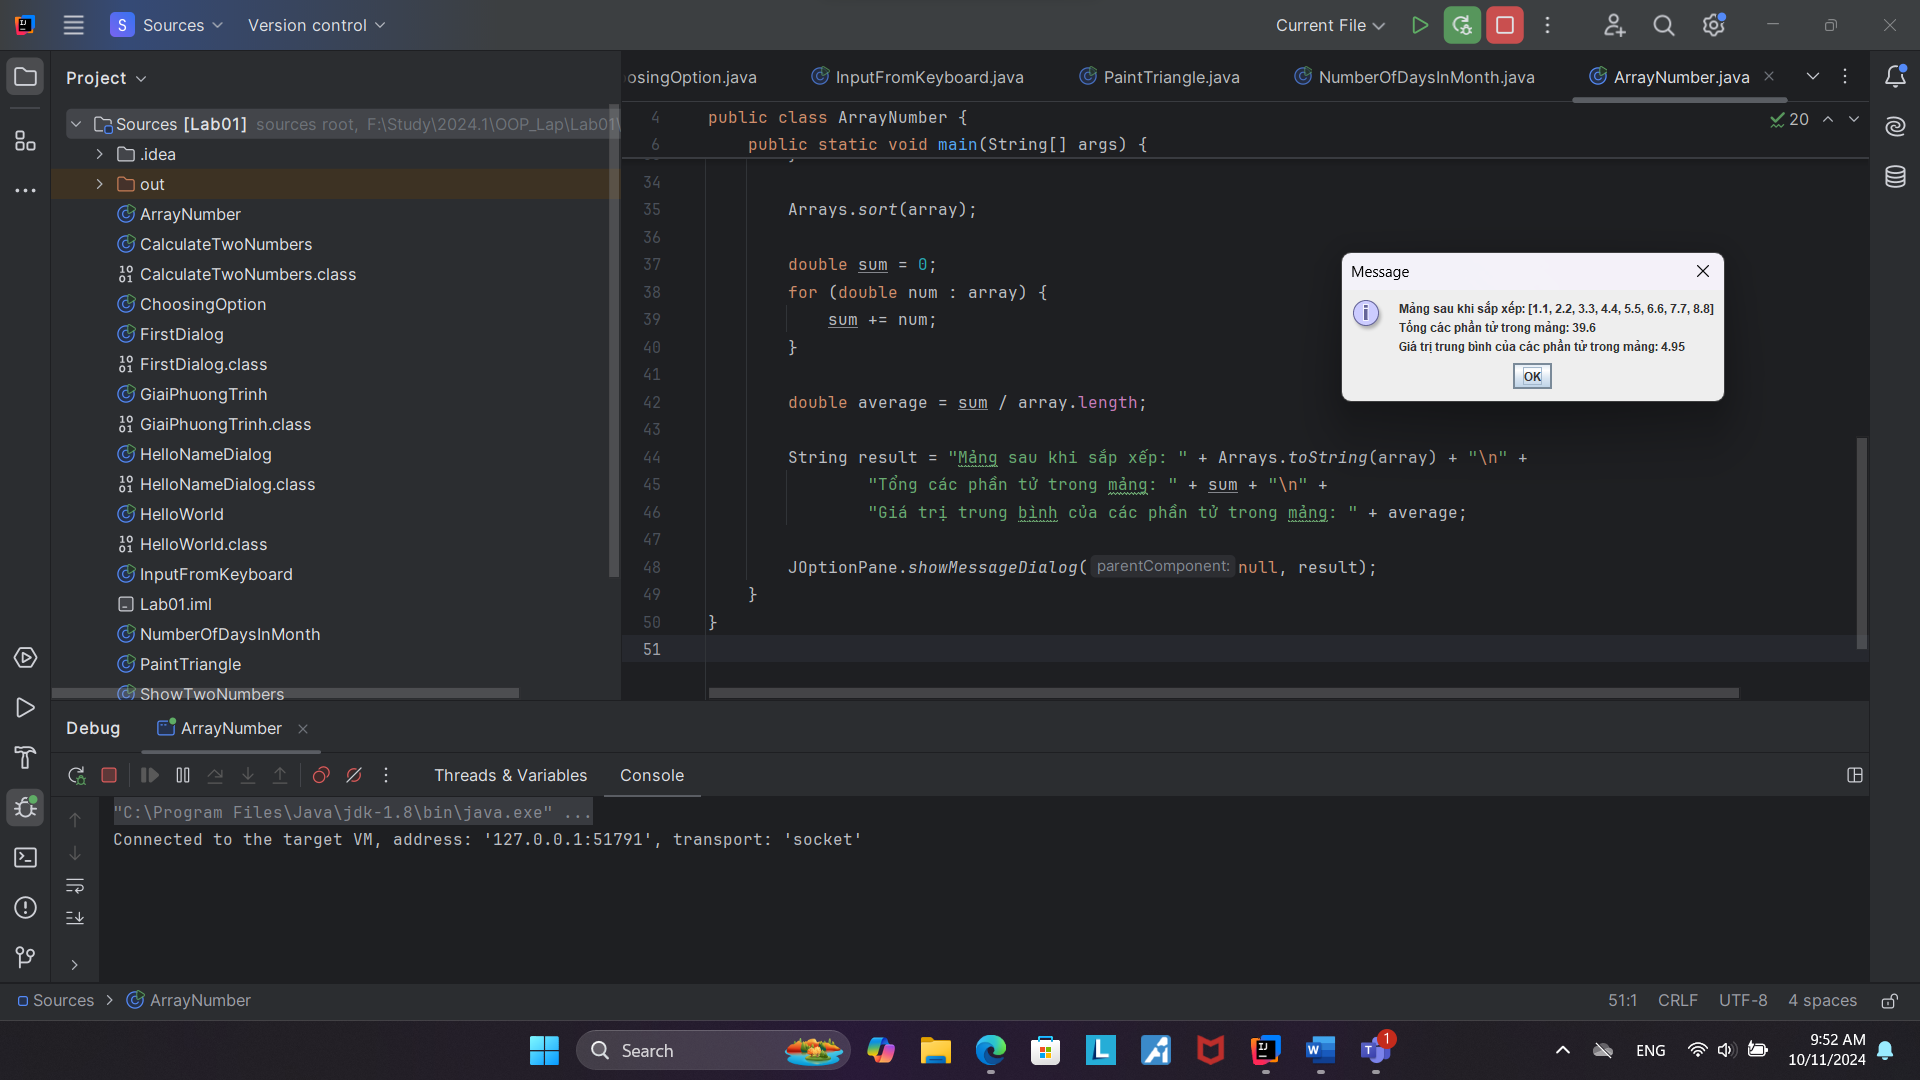 S Sources Version control Current File
Project
osingOption.java InputFromKeyboard.java PaintTriangle.java NumberOfDaysInMonth.java ArrayNumber.java
Sources [Lab01] sources root, F:\Study\2024.1\OOP_Lap\Lab01\
.idea
out
ArrayNumber
CalculateTwoNumbers
CalculateTwoNumbers.class
ChoosingOption
FirstDialog
FirstDialog.class
GiaiPhuongTrinh
GiaiPhuongTrinh.class
HelloNameDialog
HelloNameDialog.class
HelloWorld
HelloWorld.class
InputFromKeyboard
Lab01.iml
NumberOfDaysInMonth
PaintTriangle
ShowTwoNumbers
20
4 public class ArrayNumber {
6 public static void main(String[] args) {
34
35 Arrays.sort(array);
36
37 double sum = 0;
38 for (double num : array) {
39 sum += num;
40 }
41
42 double average = sum / array.length;
43
44 String result = "Mảng sau khi sắp xếp: " + Arrays.toString(array) + "\n" +
45 "Tổng các phần tử trong mảng: " + sum + "\n" +
46 "Giá trị trung bình của các phần tử trong mảng: " + average;
47
48 JOptionPane.showMessageDialog( parentComponent: null, result);
49 }
50 }
51
Message
Mảng sau khi sắp xếp: [1.1, 2.2, 3.3, 4.4, 5.5, 6.6, 7.7, 8.8]
Tổng các phần tử trong mảng: 39.6
Giá trị trung bình của các phần tử trong mảng: 4.95
OK
Debug ArrayNumber
Threads & Variables Console
"C:\Program Files\Java\jdk-1.8\bin\java.exe" ...
Connected to the target VM, address: '127.0.0.1:51791', transport: 'socket'
Sources ArrayNumber 51:1 CRLF UTF-8 4 spaces
Search 1 ENG 9:52 AM
10/11/2024